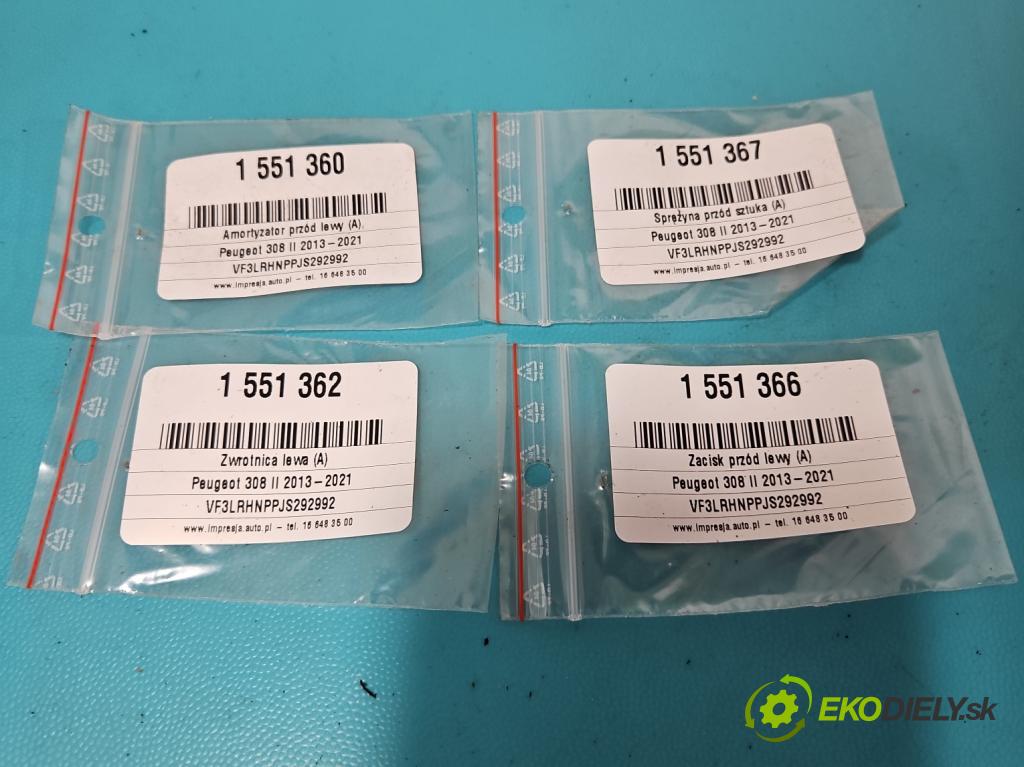 1 551 360
Amortyzator przód lewy (A)
Peugeot 308 II 2013-2021
VF3LRHNPPJS292992
www.impresja.auto.pl - tel. 16 648 35 00
1 551 367
Sprężyna przód sztuka (A)
Peugeot 308 II 2013-2021
VF3LRHNPPJS292992
www.impresja.auto.pl - tel. 16 648 35 00
1 551 362
Zwrotnica lewa (A)
Peugeot 308 II 2013-2021
VF3LRHNPPJS292992
www.impresja.auto.pl - tel. 16 648 35 00
1 551 366
Zacisk przód lewy (A)
Peugeot 308 II 2013-2021
VF3LRHNPPJS292992
www.impresja.auto.pl - tel. 16 648 35 00
EKODIELY.sk